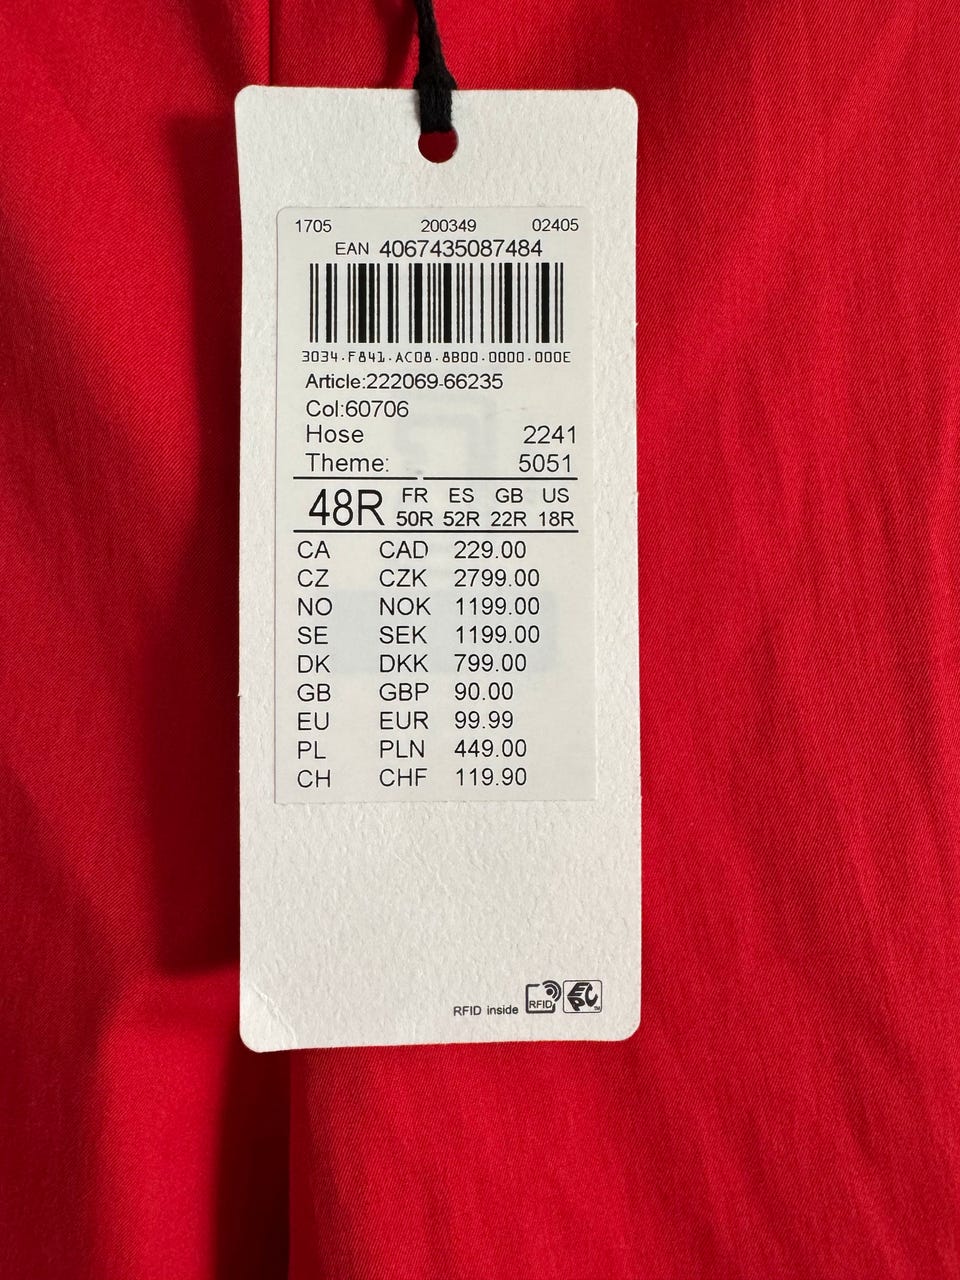 1705 200349 02405
EAN 4067435087484
3034.F841.AC08.8B00.0000.000E
Article:222069-66235
Col:60706
Hose 2241
Theme: 5051
48R FR ES GB US
50R 52R 22R 18R
CA CAD 229.00
CZ CZK 2799.00
NO NOK 1199.00
SE SEK 1199.00
DK DKK 799.00
GB GBP 90.00
EU EUR 99.99
PL PLN 449.00
CH CHF 119.90
RFID inside RFID EPC™